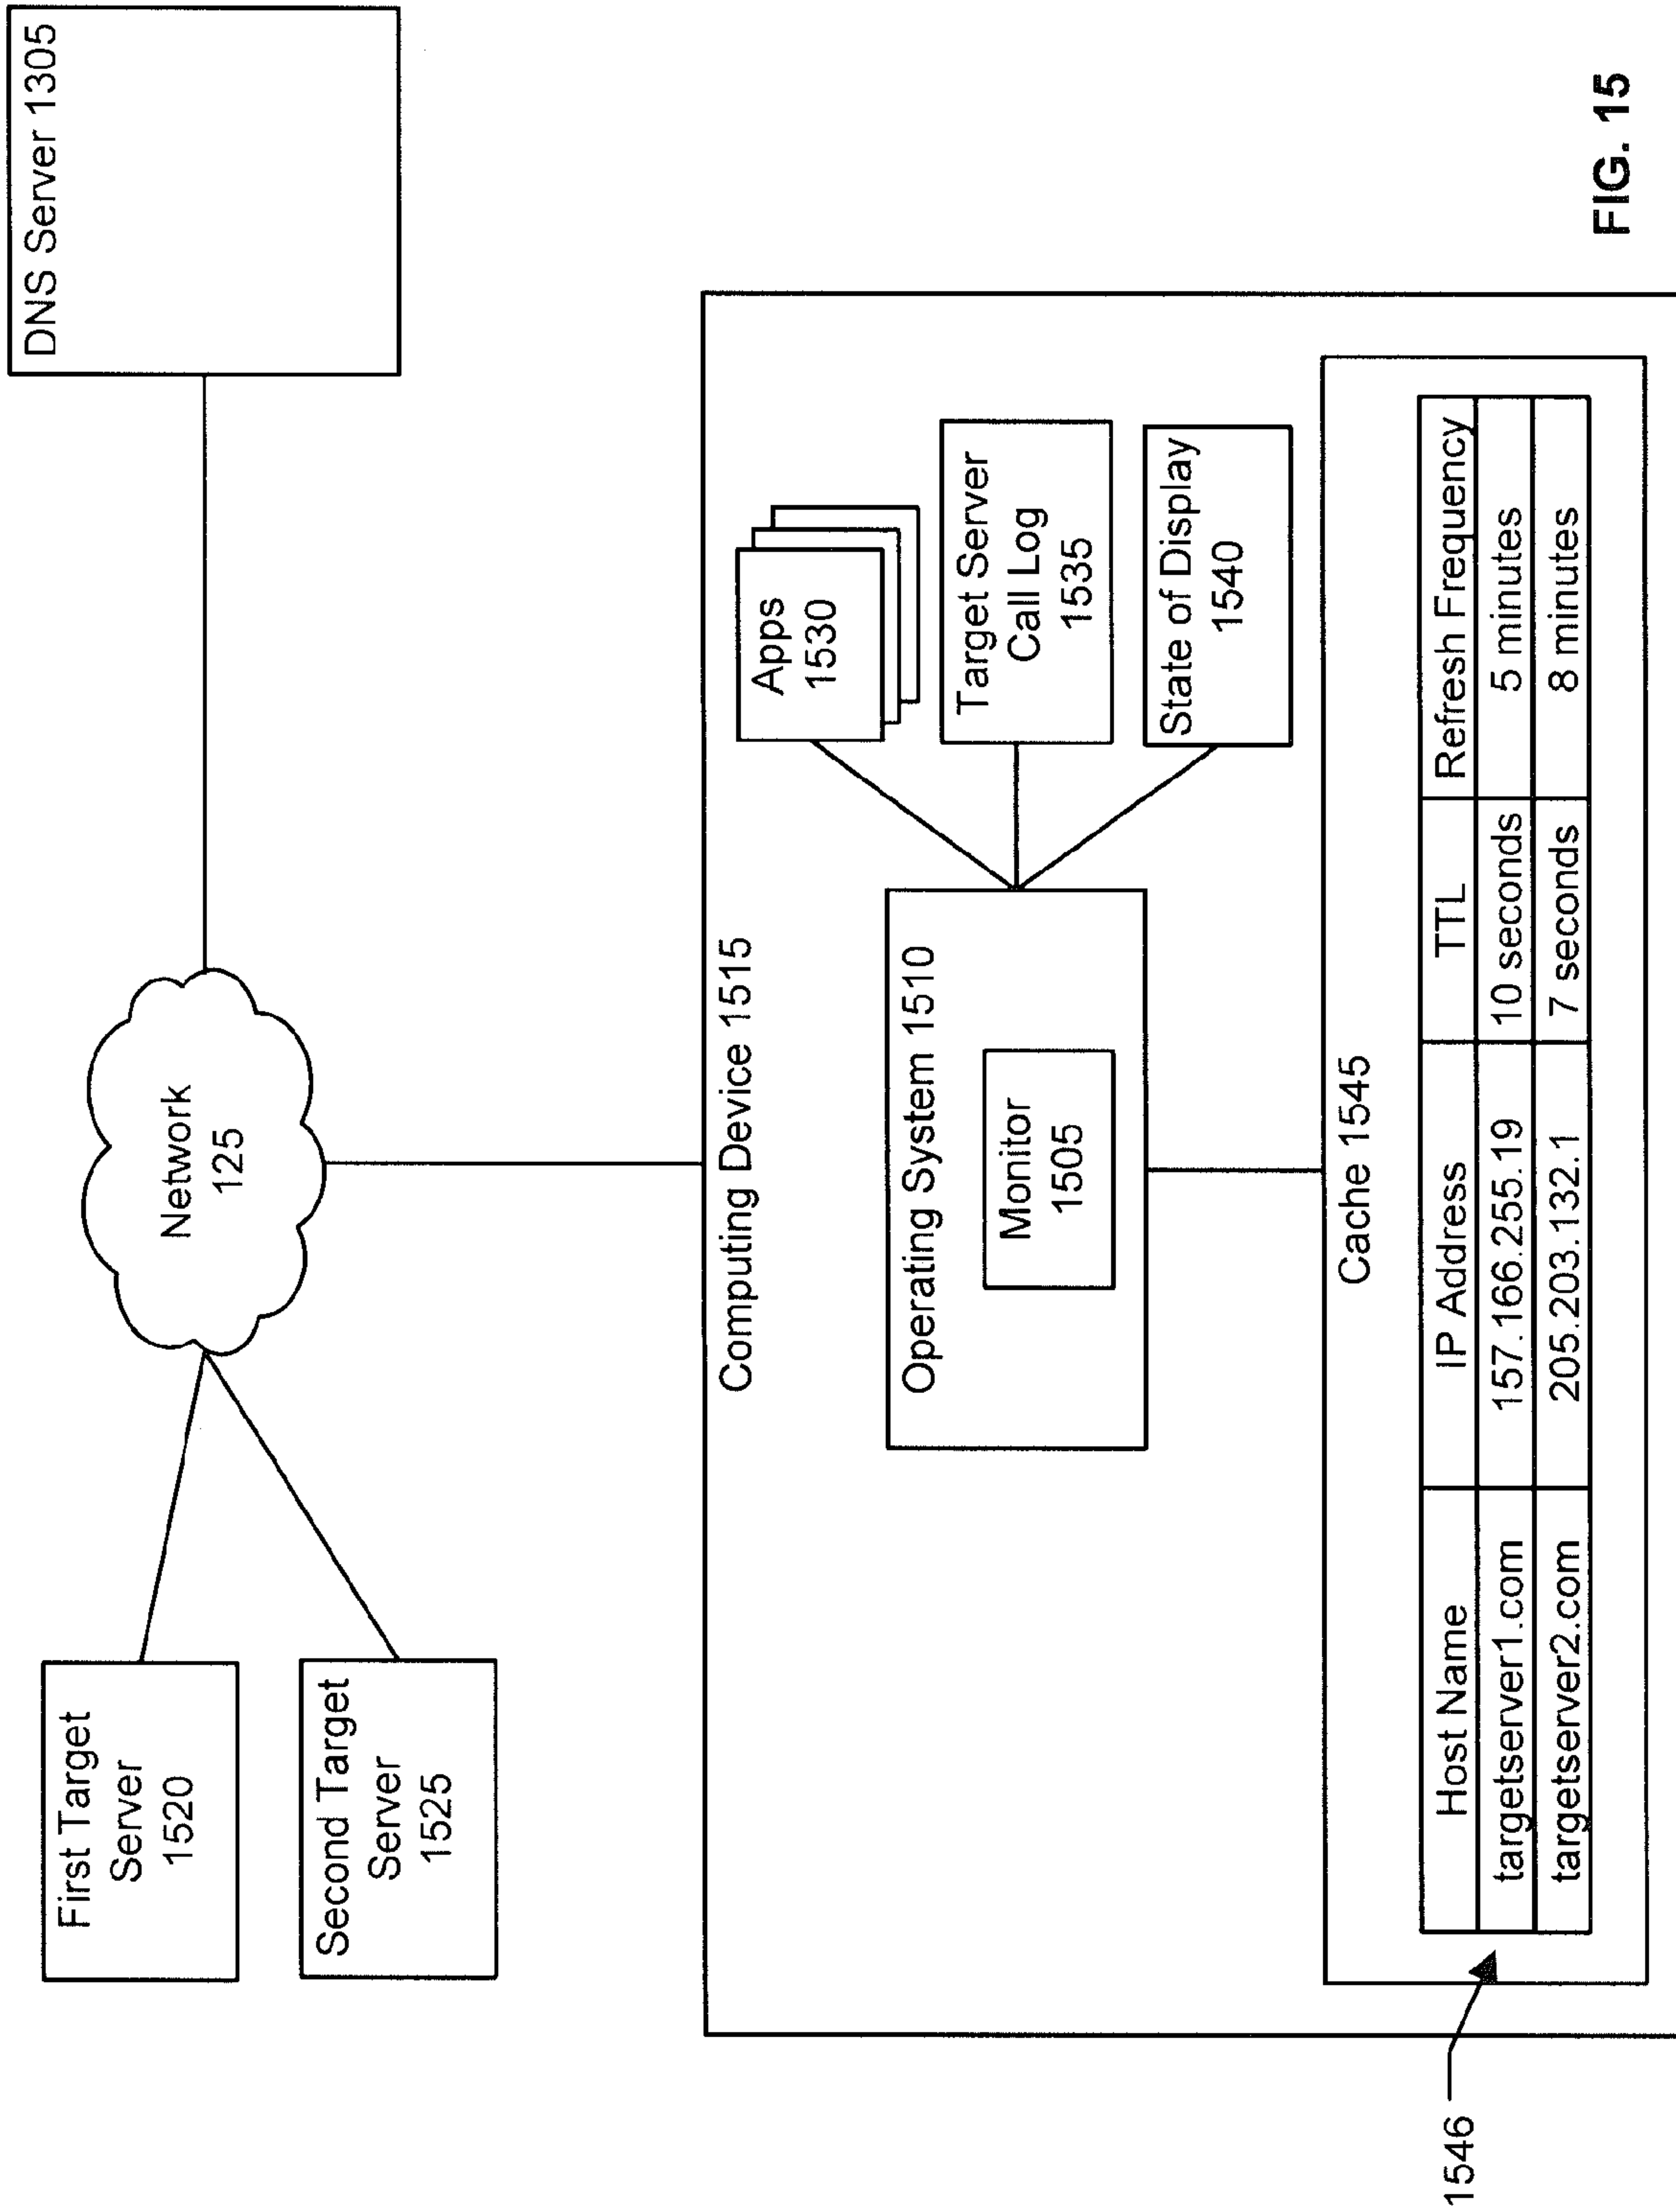 First Target
Server
1520
Second Target
Server
1525
Network
125
DNS Server 1305
Computing Device 1515
Operating System 1510
Monitor
1505
Apps
1530
Target Server
Call Log
1535
State of Display
1540
Cache 1545
Host Name IP Address TTL Refresh Frequency
targetserver1.com 157.166.255.19 10 seconds 5 minutes
targetserver2.com 205.203.132.1 7 seconds 8 minutes
1546
FIG. 15